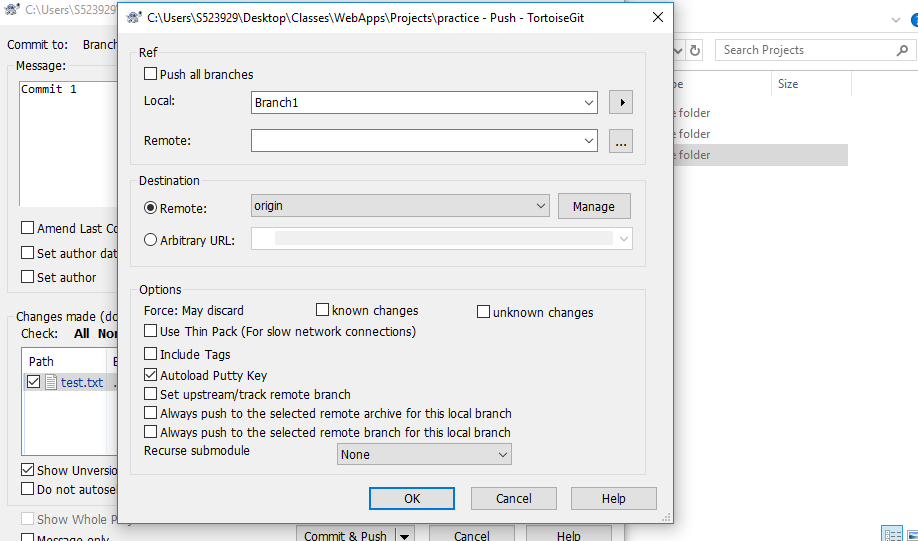 C:\Users\S523929\
C:\Users\S523929\Desktop\Classes\WebApps\Projects\practice - Push - TortoiseGit
Commit to: Branch
Message:
Commit 1
Amend Last Co
Set author dat
Set author
Changes made (do
Check: All Non
Path
test.txt
Show Unversio
Do not autosel
Show Whole P
Message only
Commit & Push
Cancel
Help
Ref
Push all branches
Local: Branch1
Remote:
...
Destination
Remote: origin
Manage
Arbitrary URL:
Options
Force: May discard known changes unknown changes
Use Thin Pack (For slow network connections)
Include Tags
Autoload Putty Key
Set upstream/track remote branch
Always push to the selected remote archive for this local branch
Always push to the selected remote branch for this local branch
Recurse submodule None
OK Cancel Help
Search Projects
pe Size
e folder
e folder
e folder